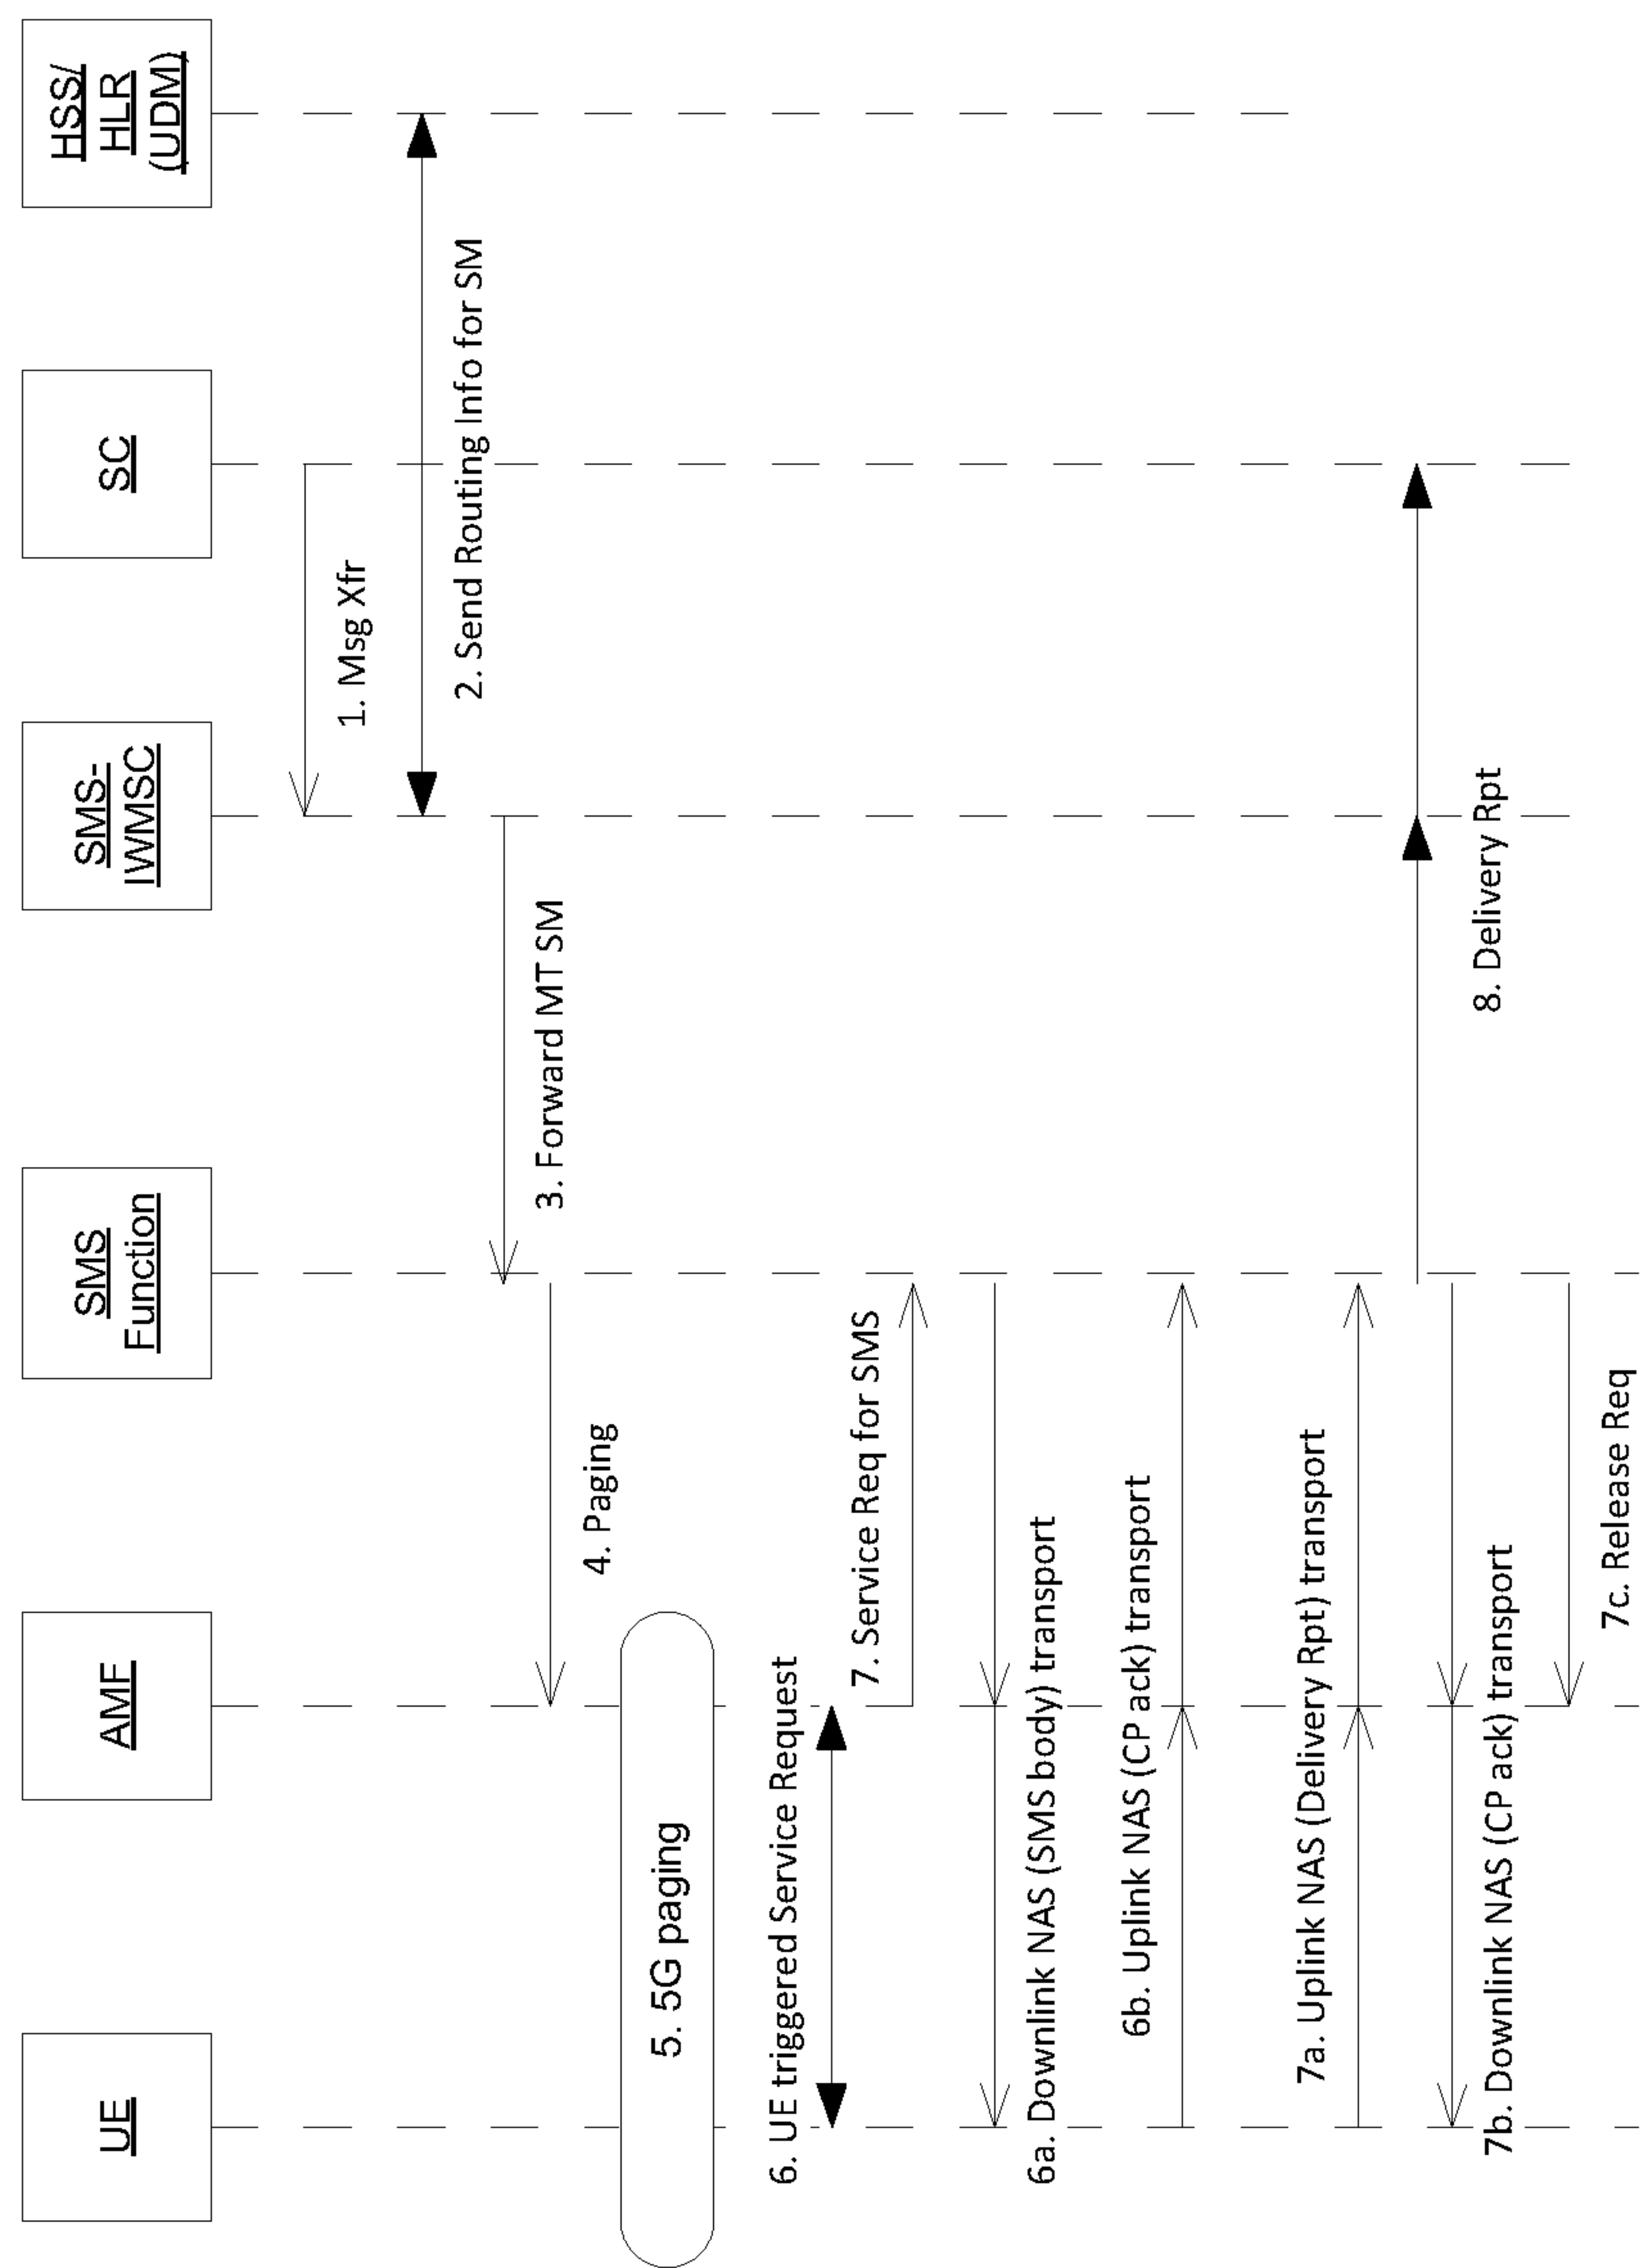 UE
AMF
SMS
Function
SMS-
IWMSC
SC
HSS/
HLR
(UDM)
1. Msg Xfr
2. Send Routing Info for SM
3. Forward MT SM
4. Paging
5. 5G paging
6. UE triggered Service Request
7. Service Req for SMS
6a. Downlink NAS (SMS body) transport
6b. Uplink NAS (CP ack) transport
7a. Uplink NAS (Delivery Rpt) transport
8. Delivery Rpt
7b. Downlink NAS (CP ack) transport
7c. Release Req